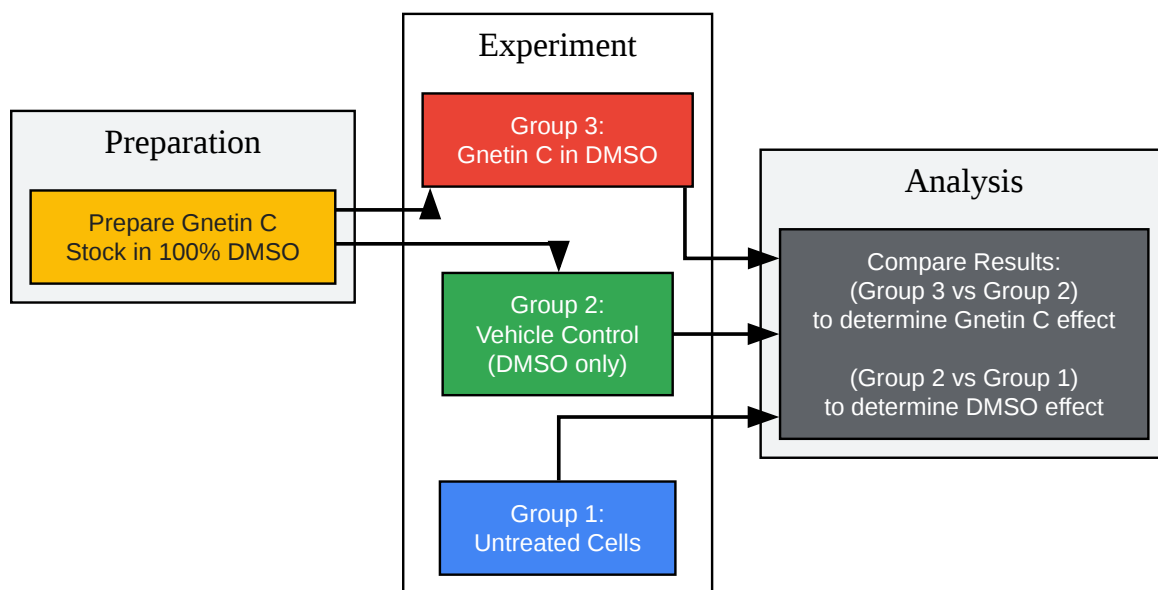 Preparation
Prepare Gnetin C
Stock in 100% DMSO
Experiment
Group 3:
Gnetin C in DMSO
Group 2:
Vehicle Control
(DMSO only)
Group 1:
Untreated Cells
Analysis
Compare Results:
(Group 3 vs Group 2)
to determine Gnetin C effect
(Group 2 vs Group 1)
to determine DMSO effect